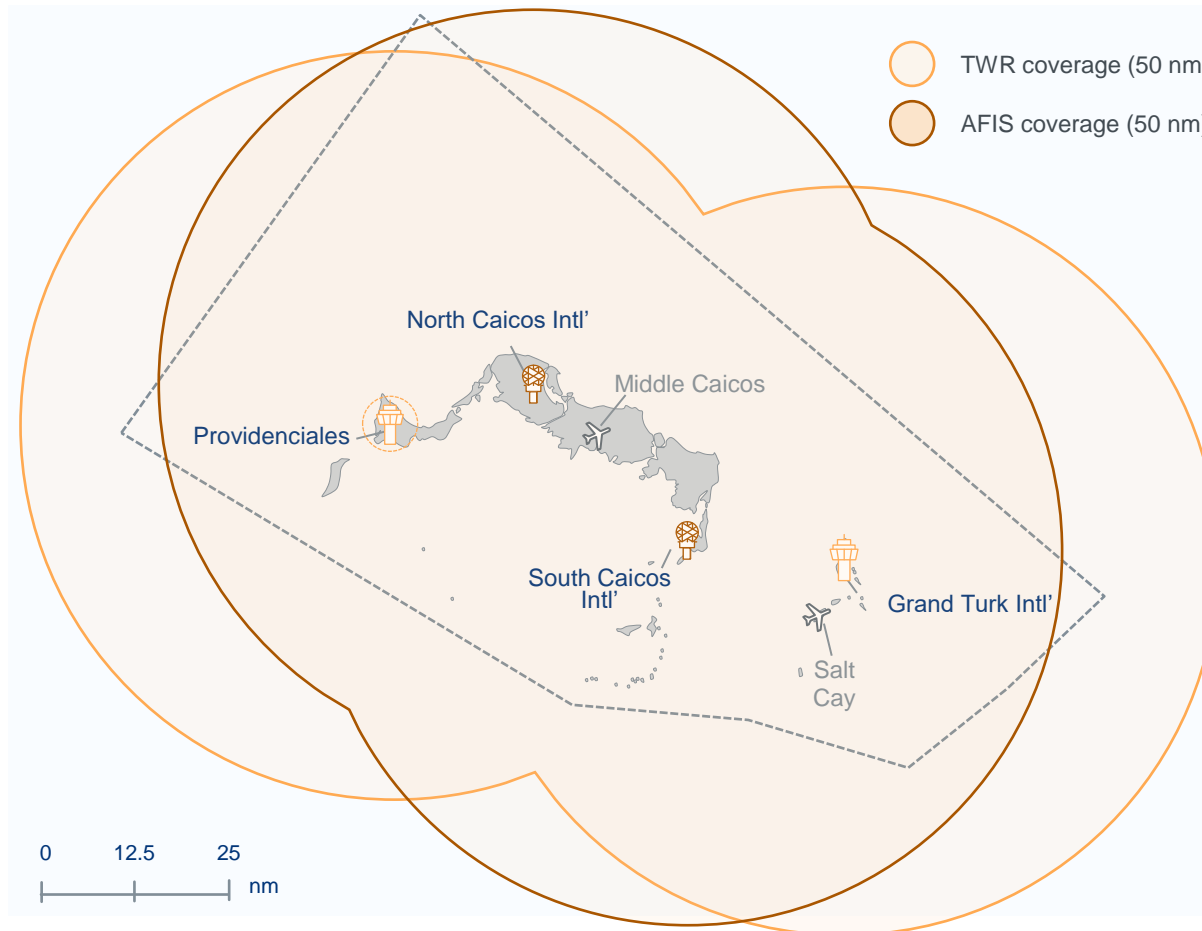 TWR coverage (50 nm
AFIS coverage (50 nm)
North Caicos Intl’
Middle Caicos
Providenciales
South Caicos
Intl’
Grand Turk Intl’
Salt
Cay
0 12.5 25
nm